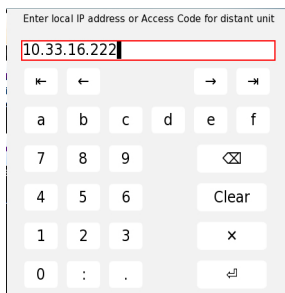 Enter local IP address or Access Code for distant unit
10.33.16.222
⇤ ← → ⇥
a b c d e f
7 8 9 ⌫
4 5 6 Clear
1 2 3 ×
0 : . ⏎